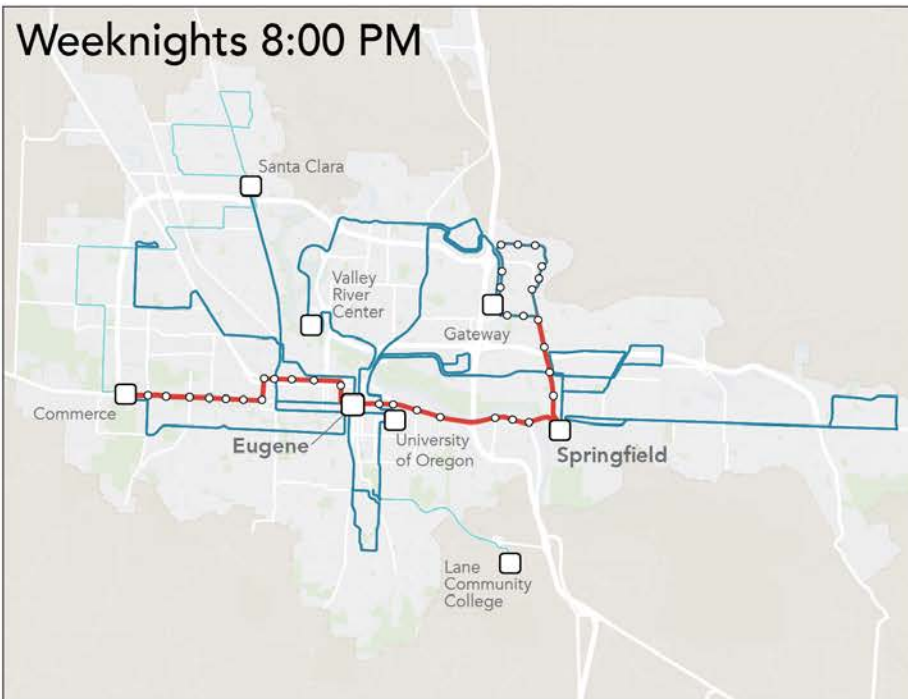 Weeknights 8:00 PM
Santa Clara
Valley
River
Center
Gateway
Commerce
Eugene
University
of Oregon
Springfield
Lane
Community
College